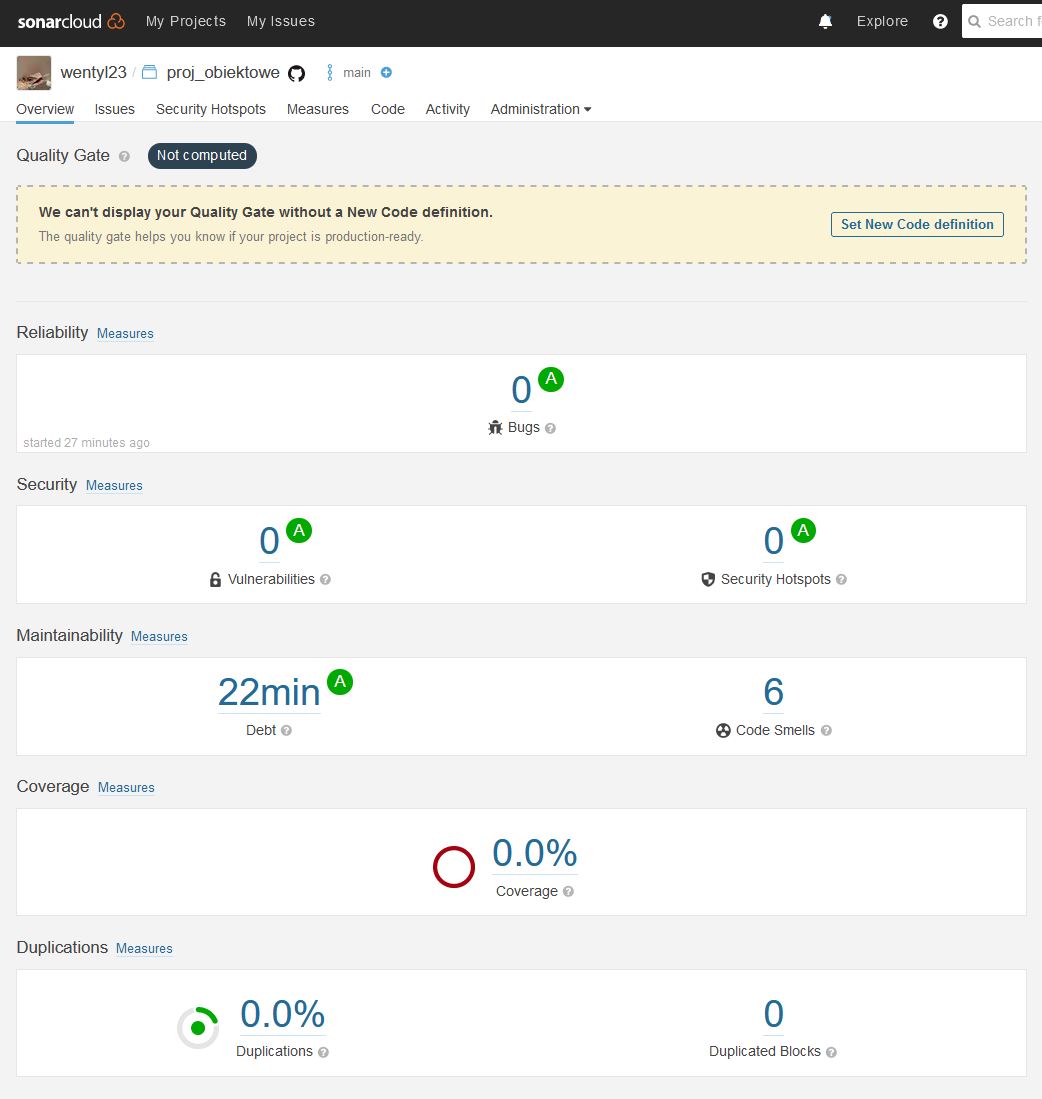 sonarcloud My Projects My Issues Explore Search f
wentyl23 / proj_obiektowe main
Overview Issues Security Hotspots Measures Code Activity Administration
Quality Gate Not computed
We can't display your Quality Gate without a New Code definition.
The quality gate helps you know if your project is production-ready.
Set New Code definition
Reliability Measures
0 A
Bugs
started 27 minutes ago
Security Measures
0 A 0 A
Vulnerabilities Security Hotspots
Maintainability Measures
22min A 6
Debt Code Smells
Coverage Measures
0.0%
Coverage
Duplications Measures
0.0% 0
Duplications Duplicated Blocks